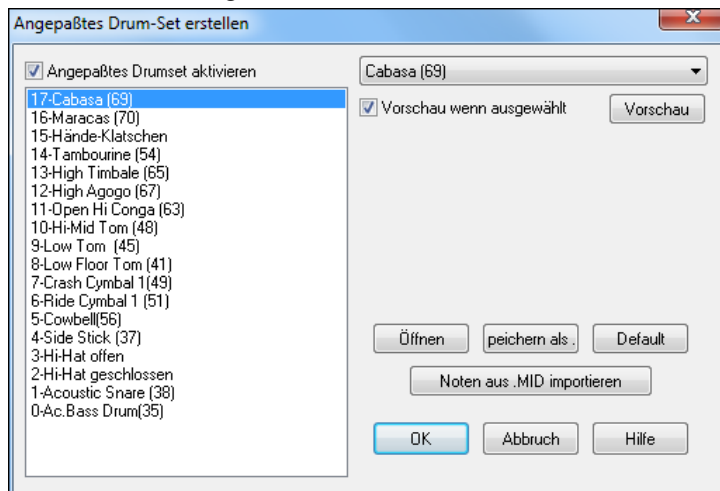 Angepaßtes Drum-Set erstellen
Angepaßtes Drumset aktivieren
17-Cabasa (69)
16-Maracas (70)
15-Hände-Klatschen
14-Tambourine (54)
13-High Timbale (65)
12-High Agogo (67)
11-Open Hi Conga (63)
10-Hi-Mid Tom (48)
9-Low Tom (45)
8-Low Floor Tom (41)
7-Crash Cymbal 1(49)
6-Ride Cymbal 1 (51)
5-Cowbell(56)
4-Side Stick (37)
3-Hi-Hat offen
2-Hi-Hat geschlossen
1-Acoustic Snare (38)
0-Ac.Bass Drum(35)
Cabasa (69)
Vorschau wenn ausgewählt
Vorschau
Öffnen
peichern als .
Default
Noten aus .MID importieren
OK
Abbruch
Hilfe